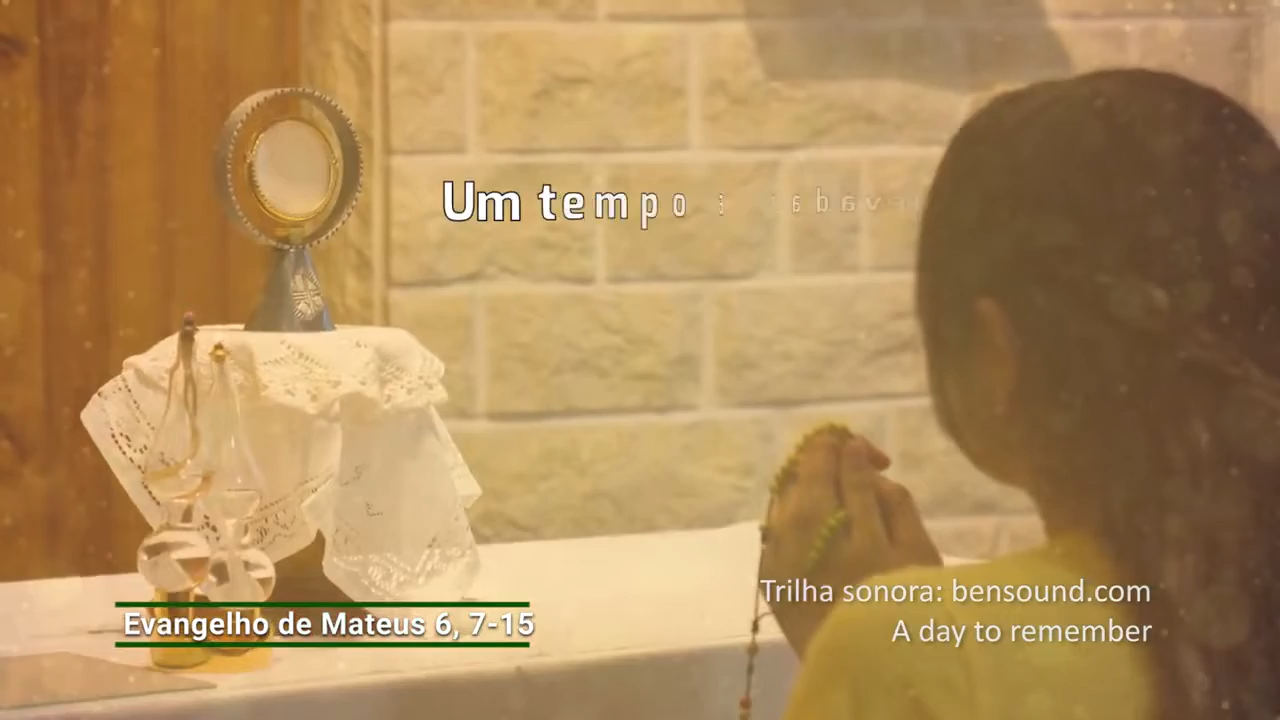 Um tempo
Evangelho de Mateus 6, 7-15
Trilha sonora: bensound.com
A day to remember